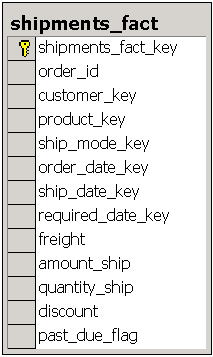 shipments_fact
shipments_fact_key
order_id
customer_key
product_key
ship_mode_key
order_date_key
ship_date_key
required_date_key
freight
amount_ship
quantity_ship
discount
past_due_flag